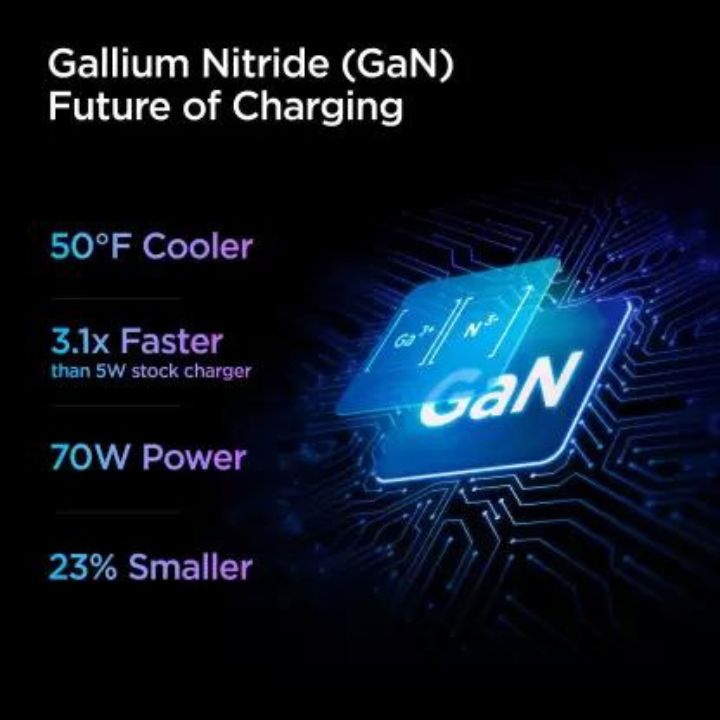 Gallium Nitride (GaN)
Future of Charging
50°F Cooler
3.1x Faster
than 5W stock charger
70W Power
23% Smaller
Ga³⁺ N³⁻
GaN